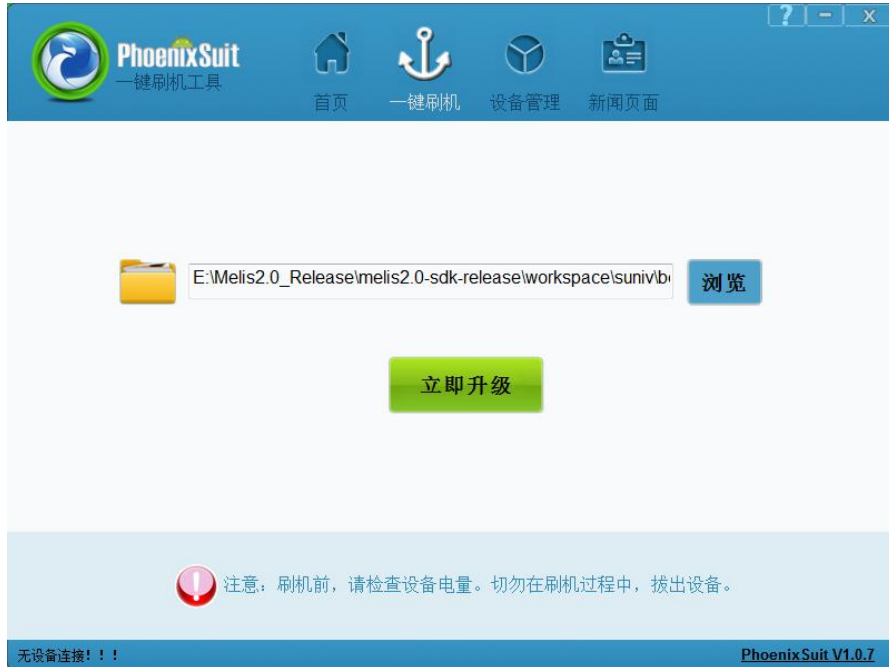 ? - x
PhoenixSuit
一键刷机工具
首页 一键刷机 设备管理 新闻页面
E:\Melis2.0_Release\melis2.0-sdk-release\workspace\suniv\b
浏览
立即升级
注意：刷机前，请检查设备电量。切勿在刷机过程中，拔出设备。
无设备连接！！！
PhoenixSuit V1.0.7